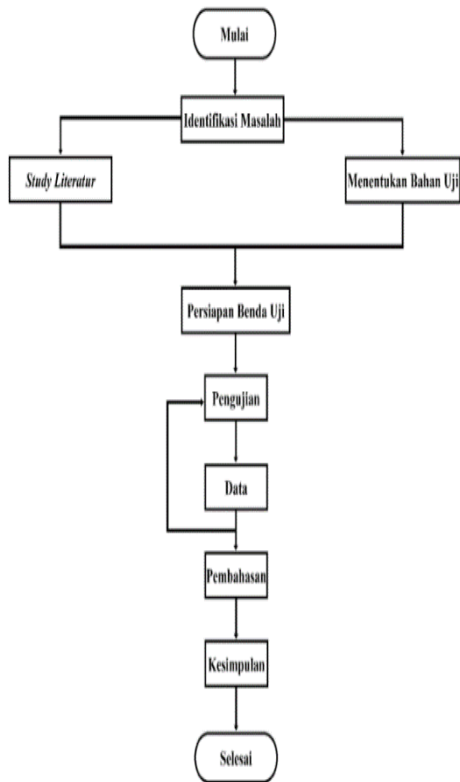 Mulai
Identifikasi Masalah
Study Literatur
Menentukan Bahan Uji
Persiapan Benda Uji
Pengujian
Data
Pembahasan
Kesimpulan
Selesai